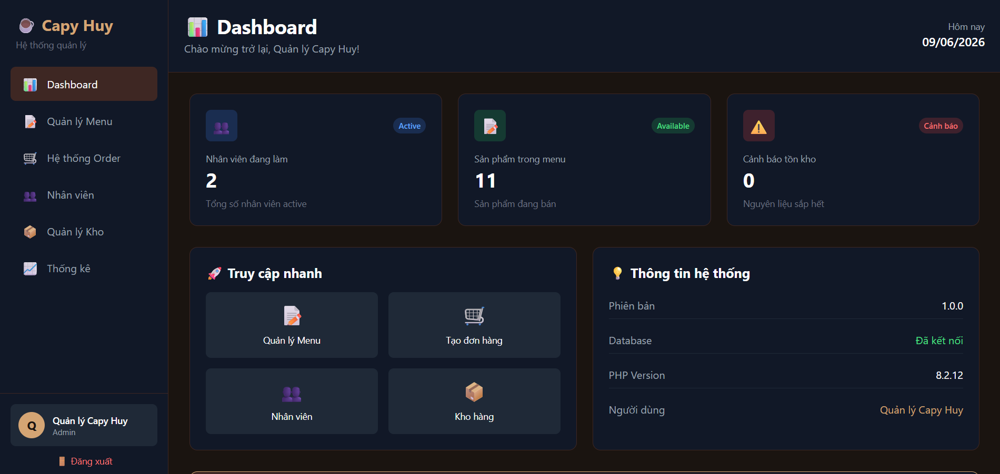 Capy Huy
Hệ thống quản lý
Dashboard
Quản lý Menu
Hệ thống Order
Nhân viên
Quản lý Kho
Thống kê
Q
Quản lý Capy Huy
Admin
Đăng xuất
Dashboard
Chào mừng trở lại, Quản lý Capy Huy!
Hôm nay
09/06/2026
Active
Nhân viên đang làm
2
Tổng số nhân viên active
Available
Sản phẩm trong menu
11
Sản phẩm đang bán
Cảnh báo
Cảnh báo tồn kho
0
Nguyên liệu sắp hết
Truy cập nhanh
Quản lý Menu
Tạo đơn hàng
Nhân viên
Kho hàng
Thông tin hệ thống
Phiên bản 1.0.0
Database Đã kết nối
PHP Version 8.2.12
Người dùng Quản lý Capy Huy